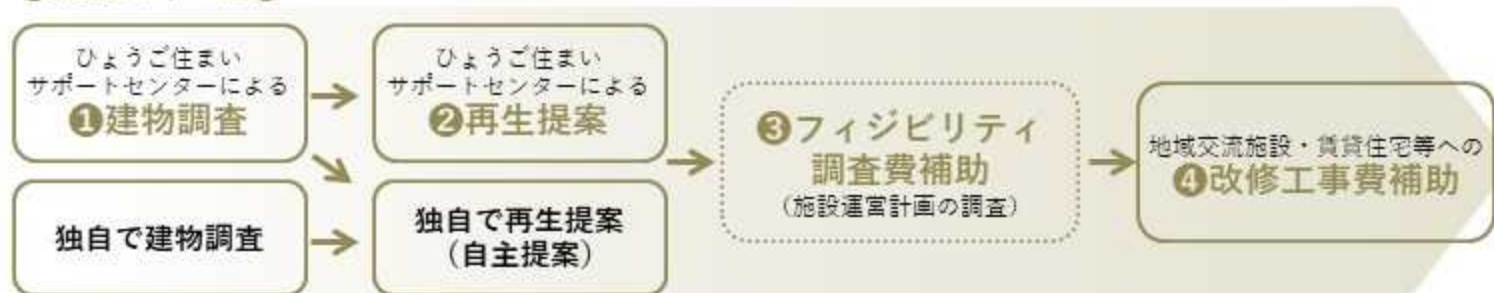 ひょうご住まい
サポートセンターによる
❶建物調査
ひょうご住まい
サポートセンターによる
❷再生提案
独自で建物調査
独自で再生提案
（自主提案）
❸フィジビリティ
調査費補助
（施設運営計画の調査）
地域交流施設・賃貸住宅等への
❹改修工事費補助